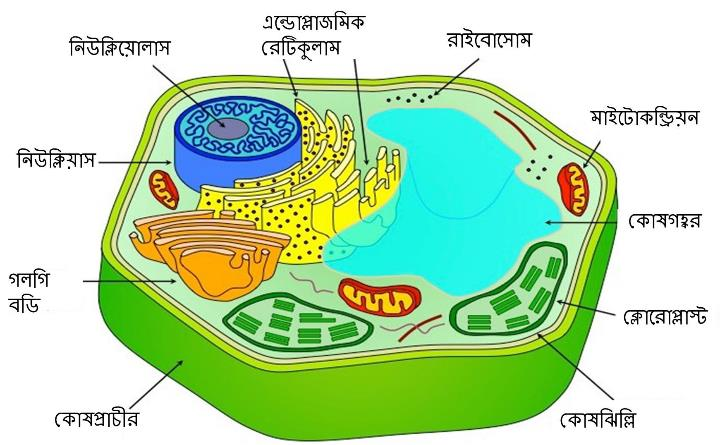 এন্ডোপ্লাজমিক
রেটিকুলাম
নিউক্লিয়োলাস
রাইবোসোম
মাইটোকন্ড্রিয়ন
নিউক্লিয়াস
কোষগহ্বর
গলগি
বডি
ক্লোরোপ্লাস্ট
কোষপ্রাচীর
কোষঝিল্লি